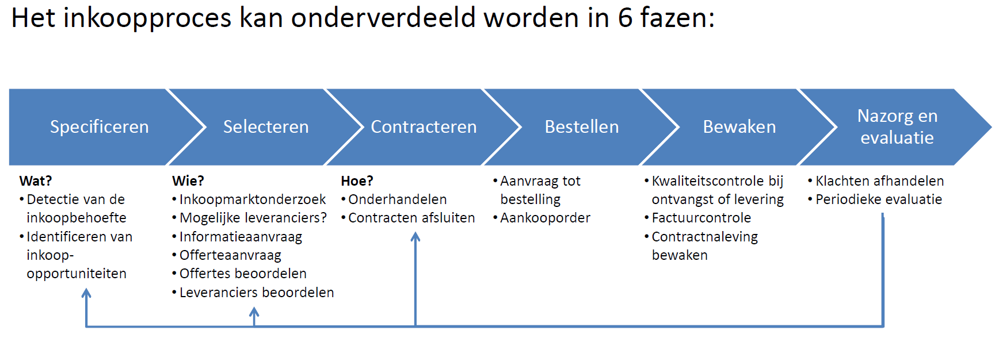 Het inkoopproces kan onderverdeeld worden in 6 fazen:
Specificeren
Selecteren
Contracteren
Bestellen
Bewaken
Nazorg en
evaluatie
Wat?
• Detectie van de
inkoopbehoefte
• Identificeren van
inkoop-
opportuniteiten
Wie?
• Inkoopmarktonderzoek
• Mogelijke leveranciers?
• Informatieaanvraag
• Offerteaanvraag
• Offertes beoordelen
• Leveranciers beoordelen
Hoe?
• Onderhandelen
• Contracten afsluiten
• Aanvraag tot
bestelling
• Aankooporder
• Kwaliteitscontrole bij
ontvangst of levering
• Factuurcontrole
• Contractnaleving
bewaken
• Klachten afhandelen
• Periodieke evaluatie